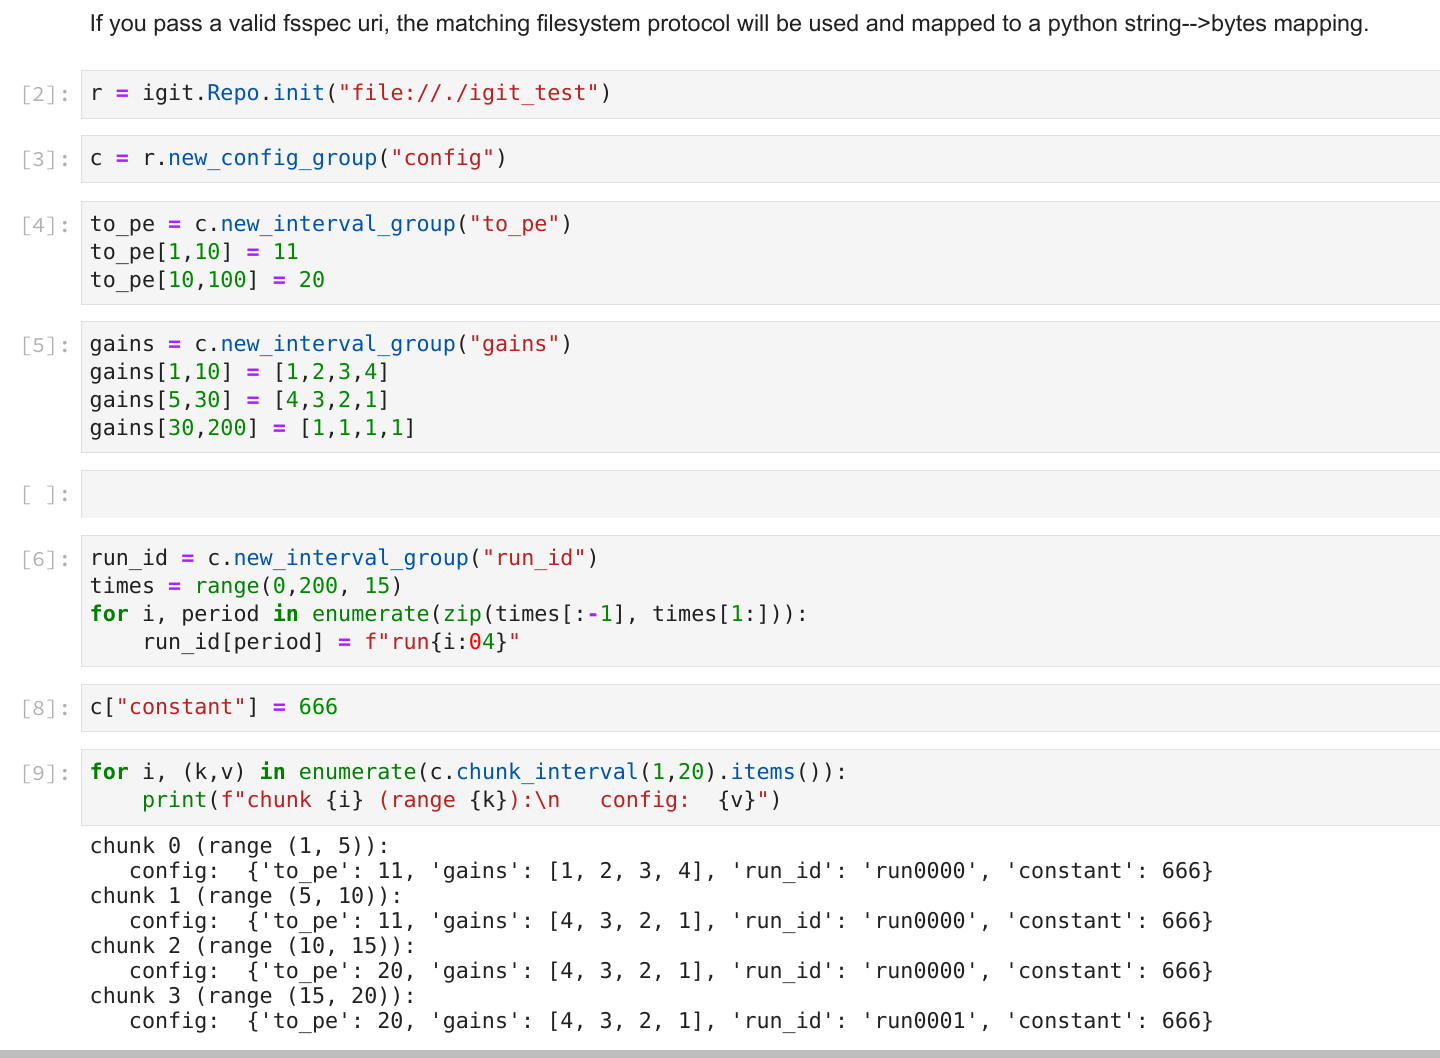 If you pass a valid fsspec uri, the matching filesystem protocol will be used and mapped to a python string-->bytes mapping.
[2]: r = igit.Repo.init("file://./igit_test")
[3]: c = r.new_config_group("config")
[4]: to_pe = c.new_interval_group("to_pe")
to_pe[1,10] = 11
to_pe[10,100] = 20
[5]: gains = c.new_interval_group("gains")
gains[1,10] = [1,2,3,4]
gains[5,30] = [4,3,2,1]
gains[30,200] = [1,1,1,1]
[ ]:
[6]: run_id = c.new_interval_group("run_id")
times = range(0,200, 15)
for i, period in enumerate(zip(times[:-1], times[1:])):
    run_id[period] = f"run{i:04}"
[8]: c["constant"] = 666
[9]: for i, (k,v) in enumerate(c.chunk_interval(1,20).items()):
    print(f"chunk {i} (range {k}):\n   config:  {v}")
chunk 0 (range (1, 5)):
   config:  {'to_pe': 11, 'gains': [1, 2, 3, 4], 'run_id': 'run0000', 'constant': 666}
chunk 1 (range (5, 10)):
   config:  {'to_pe': 11, 'gains': [4, 3, 2, 1], 'run_id': 'run0000', 'constant': 666}
chunk 2 (range (10, 15)):
   config:  {'to_pe': 20, 'gains': [4, 3, 2, 1], 'run_id': 'run0000', 'constant': 666}
chunk 3 (range (15, 20)):
   config:  {'to_pe': 20, 'gains': [4, 3, 2, 1], 'run_id': 'run0001', 'constant': 666}